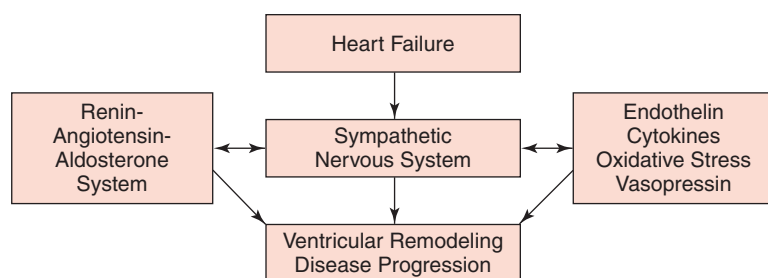 Heart Failure
Renin-
Angiotensin-
Aldosterone
System
Sympathetic
Nervous System
Endothelin
Cytokines
Oxidative Stress
Vasopressin
Ventricular Remodeling
Disease Progression